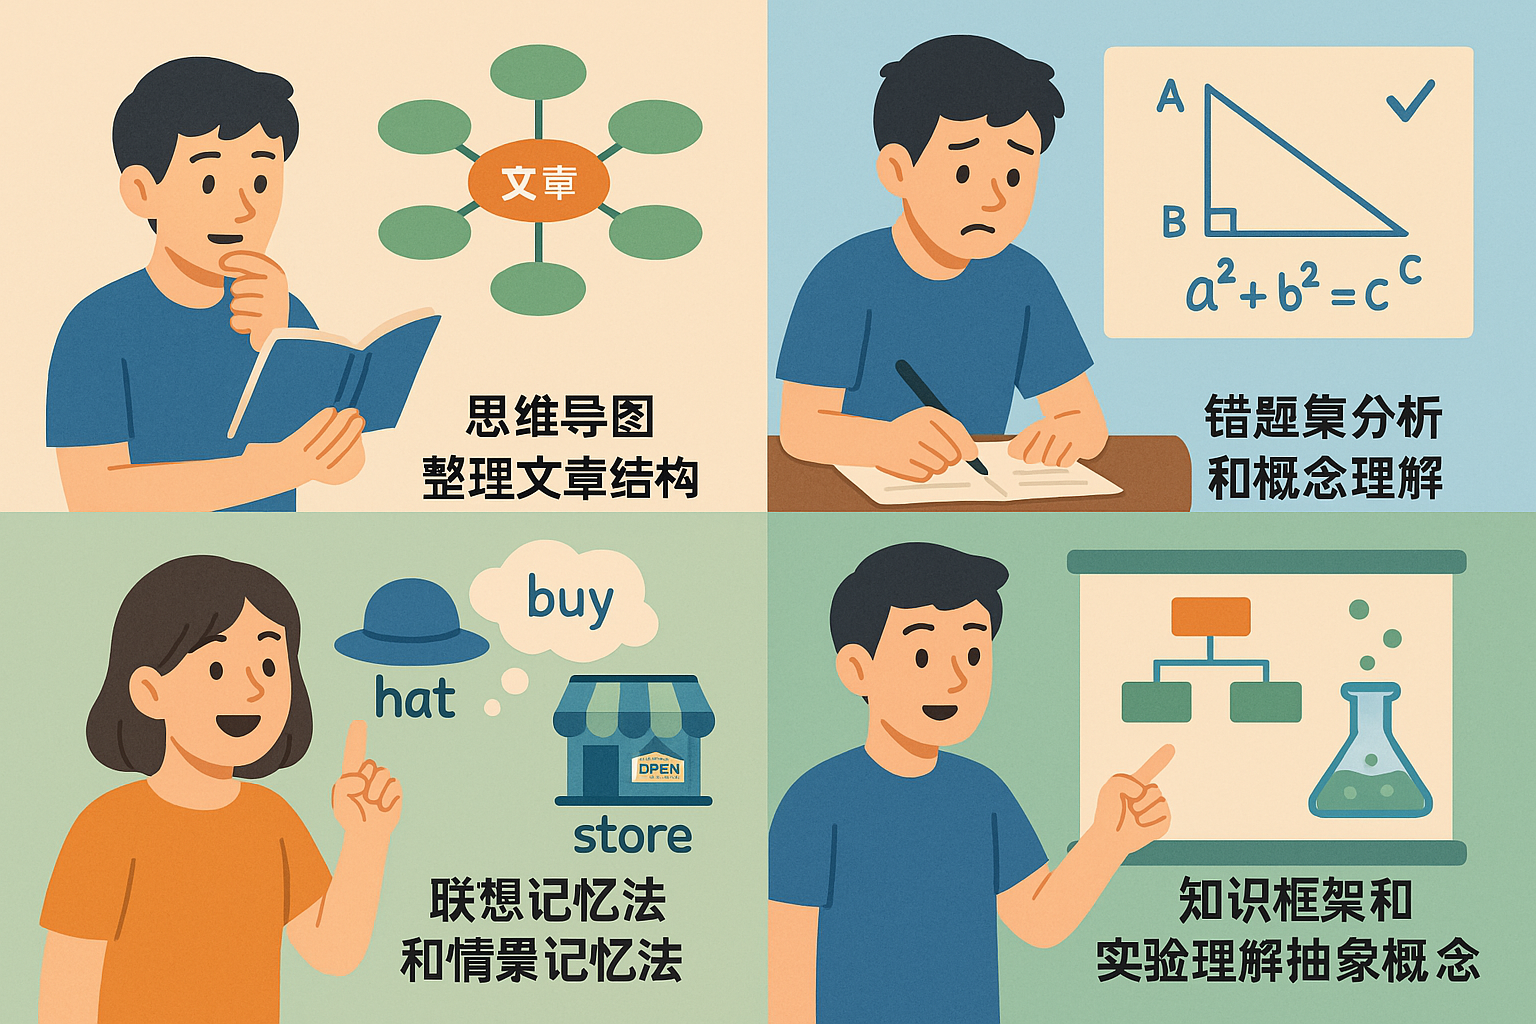 文章
思维导图
整理文章结构
A
B
C
a² + b² = c
错题集分析
和概念理解
hat
buy
DPEN
store
联想记忆法
和情景记忆法
知识框架和
实验理解抽象概念